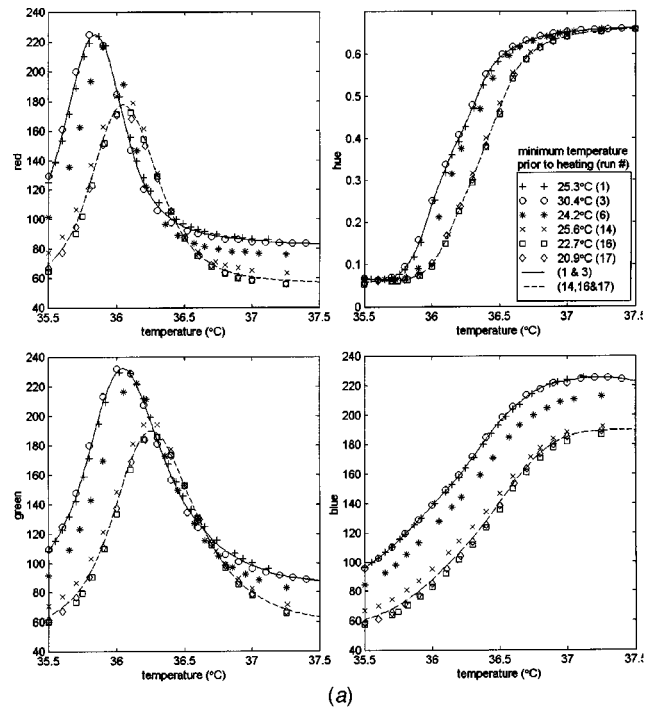 240
220
200
180
160
140
120
100
80
60
40
35.5 36 36.5 37 37.5
red
temperature (°C)
0.6
0.5
0.4
0.3
0.2
0.1
0
35.5 36 36.5 37 37.5
hue
temperature (°C)
minimum temperature
prior to heating (run #)
+ 25.3°C (1)
○ 30.4°C (3)
* 24.2°C (6)
× 25.6°C (14)
□ 22.7°C (16)
◇ 20.9°C (17)
(1 & 3)
(14,16&17)
240
220
200
180
160
140
120
100
80
60
40
35.5 36 36.5 37 37.5
green
temperature (°C)
240
220
200
180
160
140
120
100
80
60
40
35.5 36 36.5 37 37.5
blue
temperature (°C)
(a)